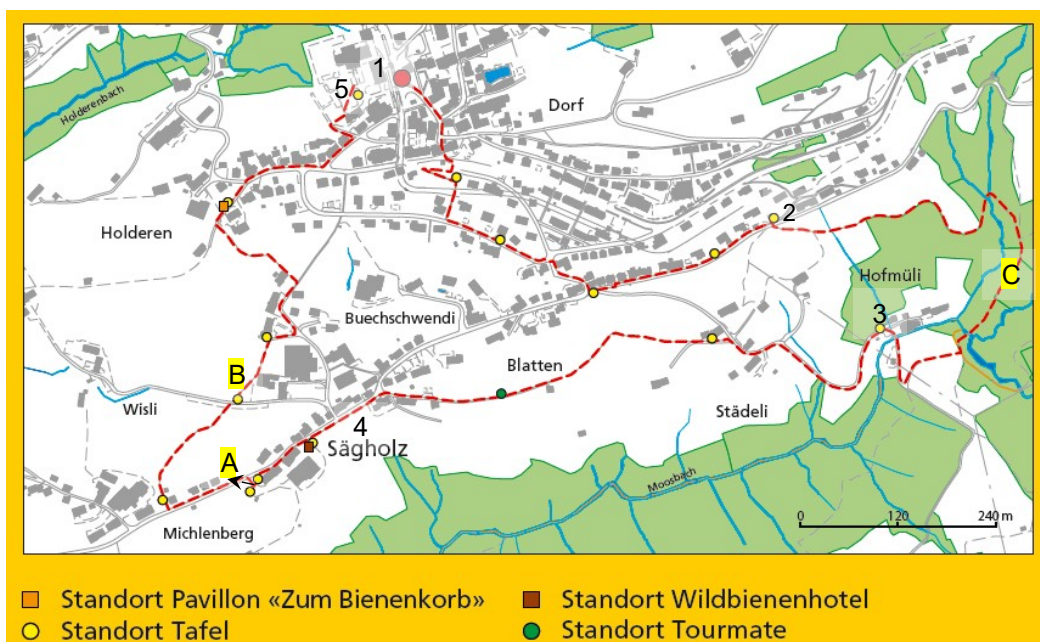 1
5
Dorf
Holderenbach
2
Holderen
Hofmüli
C
3
Buechschwendi
Blatten
B
Wisli
4
Städeli
Sägholz
A
Moosbach
Michlenberg
0 120 240 m
Standort Pavillon «Zum Bienenkorb»
Standort Wildbienenhotel
Standort Tafel
Standort Tourmate